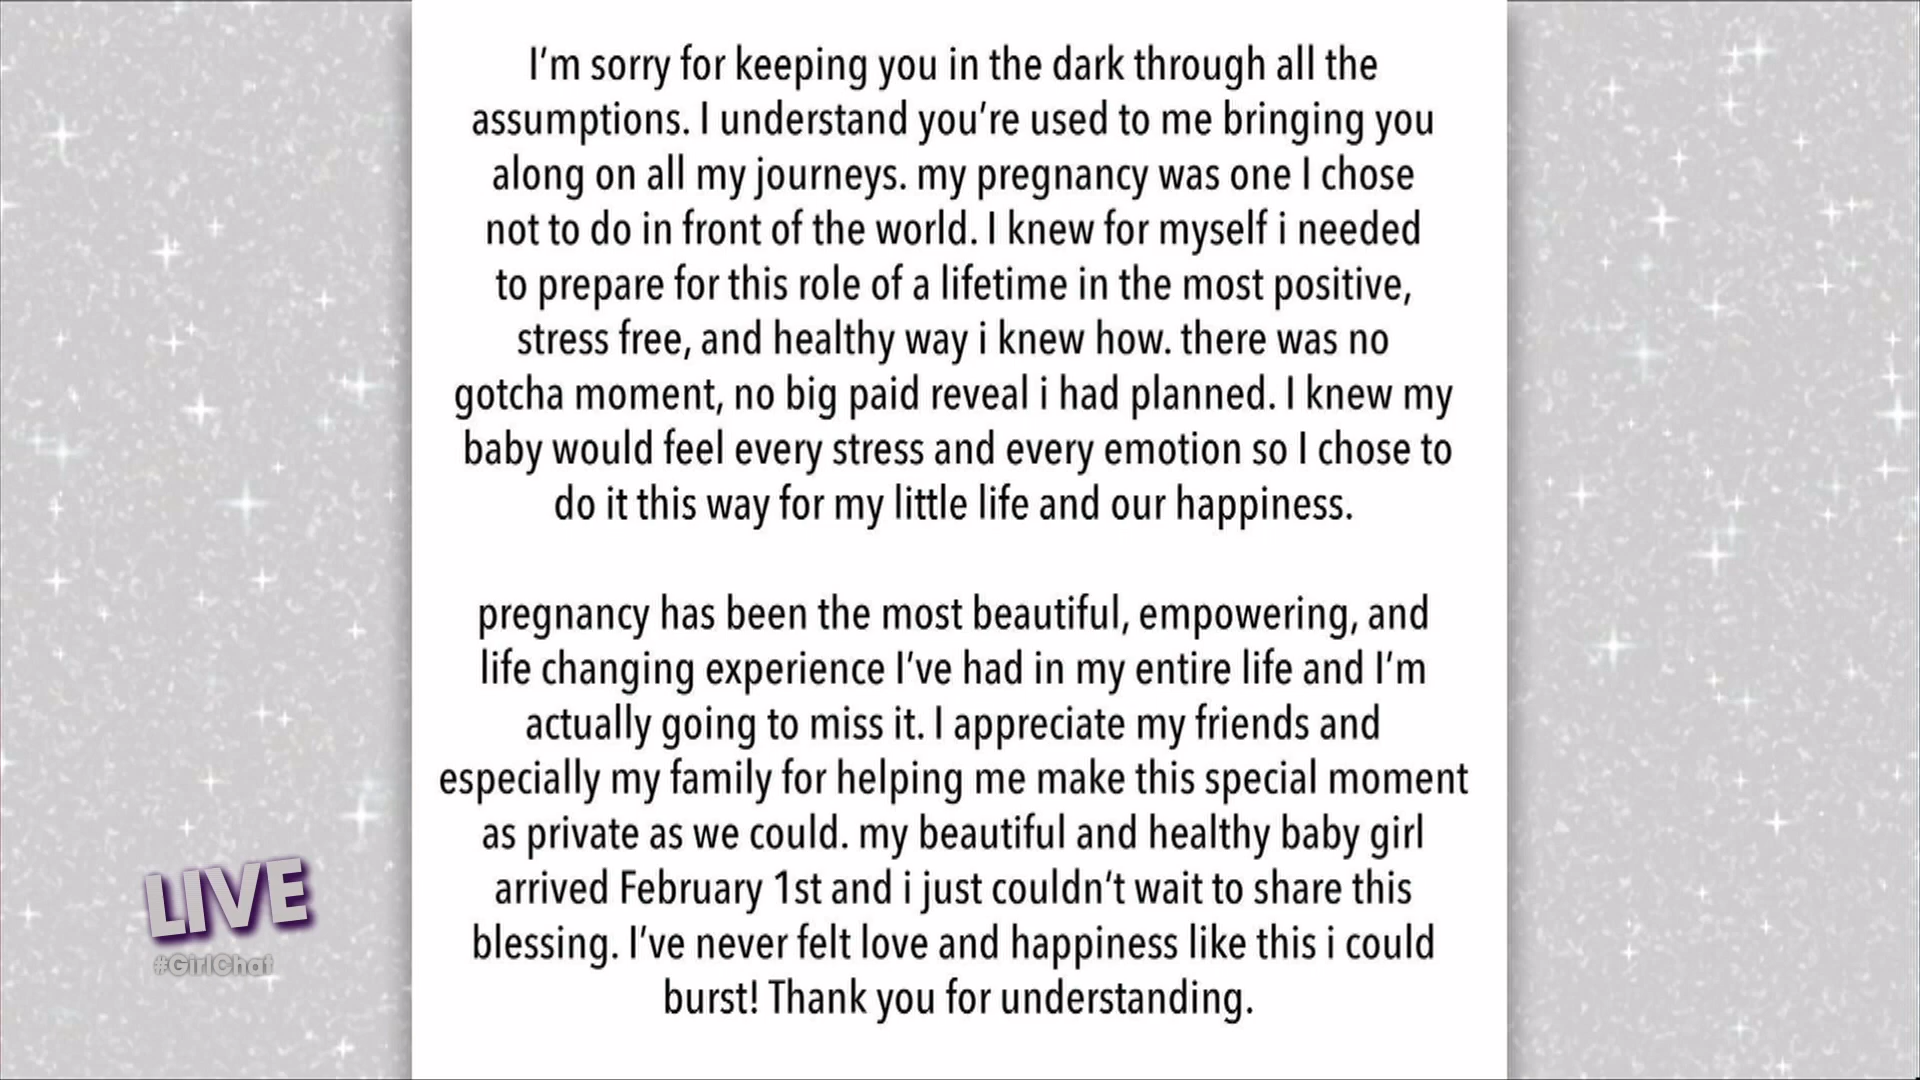 I'm sorry for keeping you in the dark through all the
assumptions. I understand you're used to me bringing you
along on all my journeys. my pregnancy was one I chose
not to do in front of the world. I knew for myself i needed
to prepare for this role of a lifetime in the most positive,
stress free, and healthy way i knew how. there was no
gotcha moment, no big paid reveal i had planned. I knew my
baby would feel every stress and every emotion so I chose to
do it this way for my little life and our happiness.
pregnancy has been the most beautiful, empowering, and
life changing experience I've had in my entire life and I'm
actually going to miss it. I appreciate my friends and
especially my family for helping me make this special moment
as private as we could. my beautiful and healthy baby girl
arrived February 1st and i just couldn't wait to share this
blessing. I've never felt love and happiness like this i could
burst! Thank you for understanding.
LIVE
#GirlChat